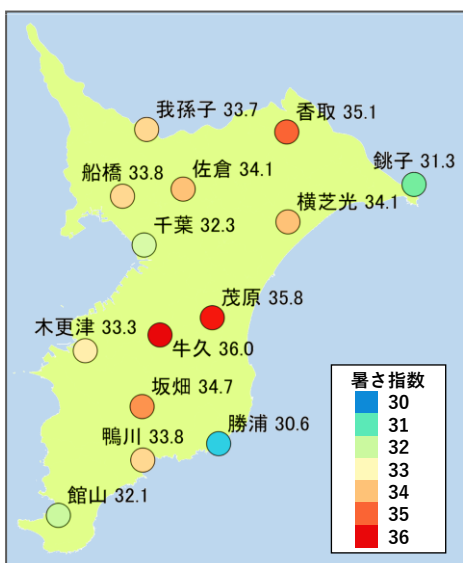 我孫子 33.7
香取 35.1
銚子 31.3
船橋 33.8
佐倉 34.1
横芝光 34.1
千葉 32.3
茂原 35.8
木更津 33.3
牛久 36.0
坂畑 34.7
勝浦 30.6
鴨川 33.8
館山 32.1
暑さ指数
30
31
32
33
34
35
36